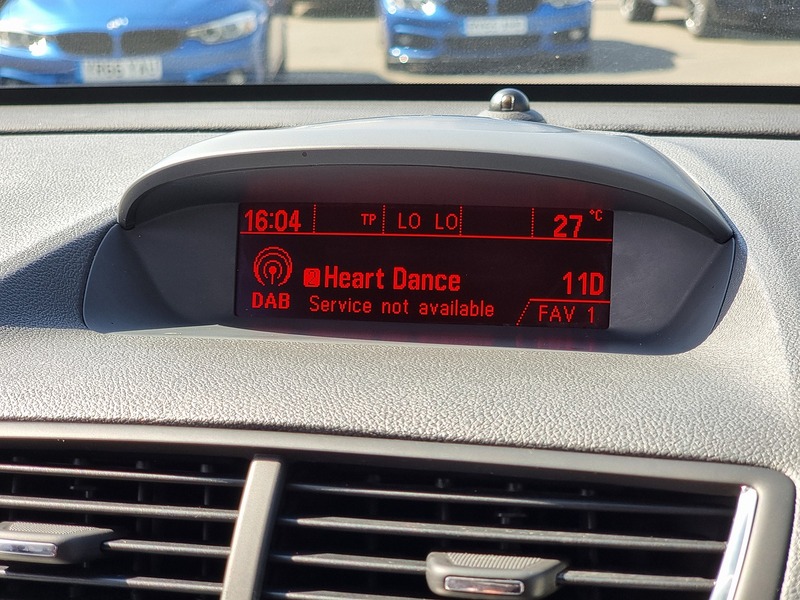 16:04 TP LO LO 27 °C
Heart Dance 11D
DAB Service not available FAV 1